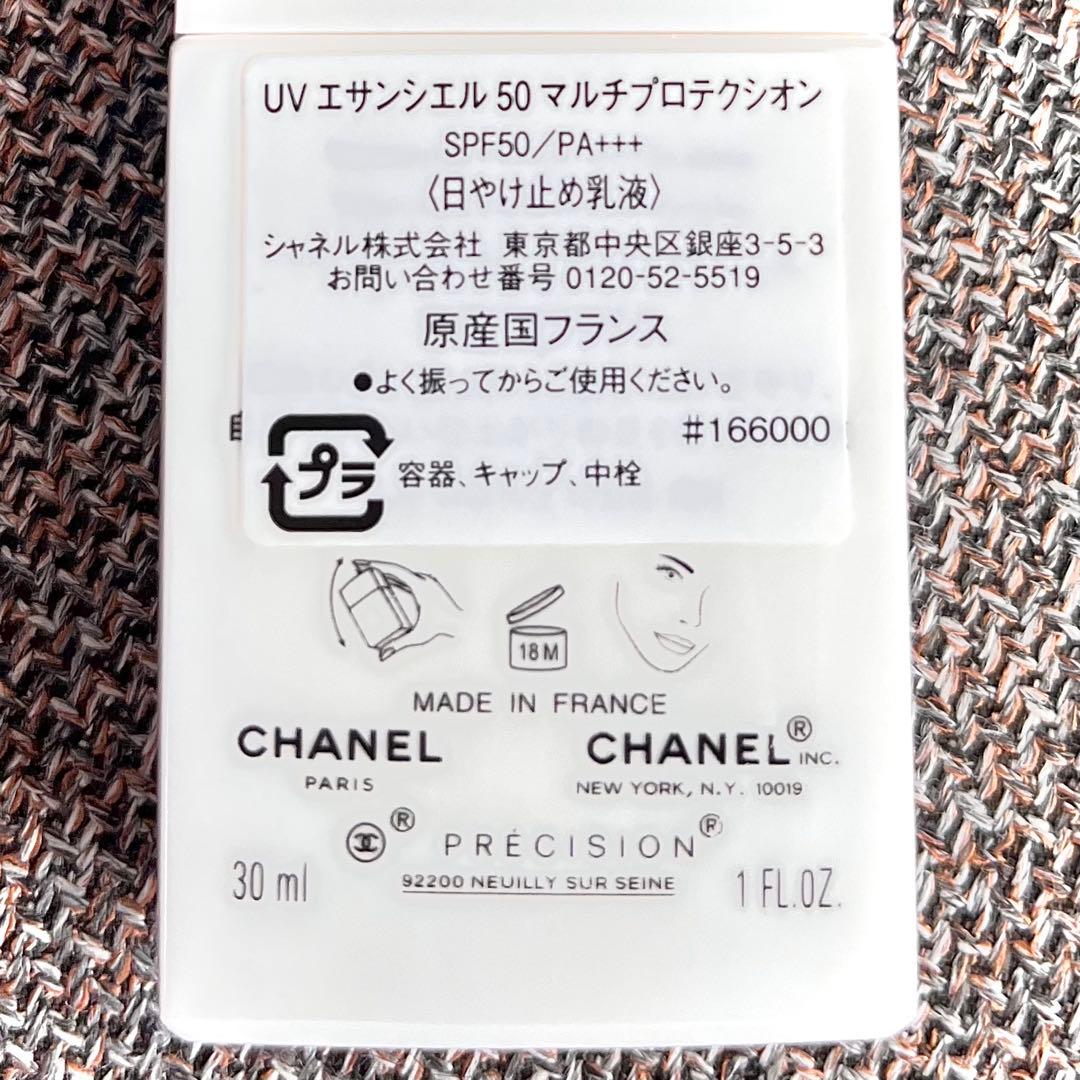 UV エサンシエル 50 マルチプロテクシオン
SPF50/PA+++
〈日やけ止め乳液〉
シャネル株式会社 東京都中央区銀座3-5-3
お問い合わせ番号 0120-52-5519
原産国フランス
●よく振ってからご使用ください。
#166000
プラ 容器、キャップ、中栓
18 M
MADE IN FRANCE
CHANEL
PARIS
CHANEL® INC.
NEW YORK, N.Y. 10019
® PRÉCISION®
92200 NEUILLY SUR SEINE
30 ml
1 FL.OZ.